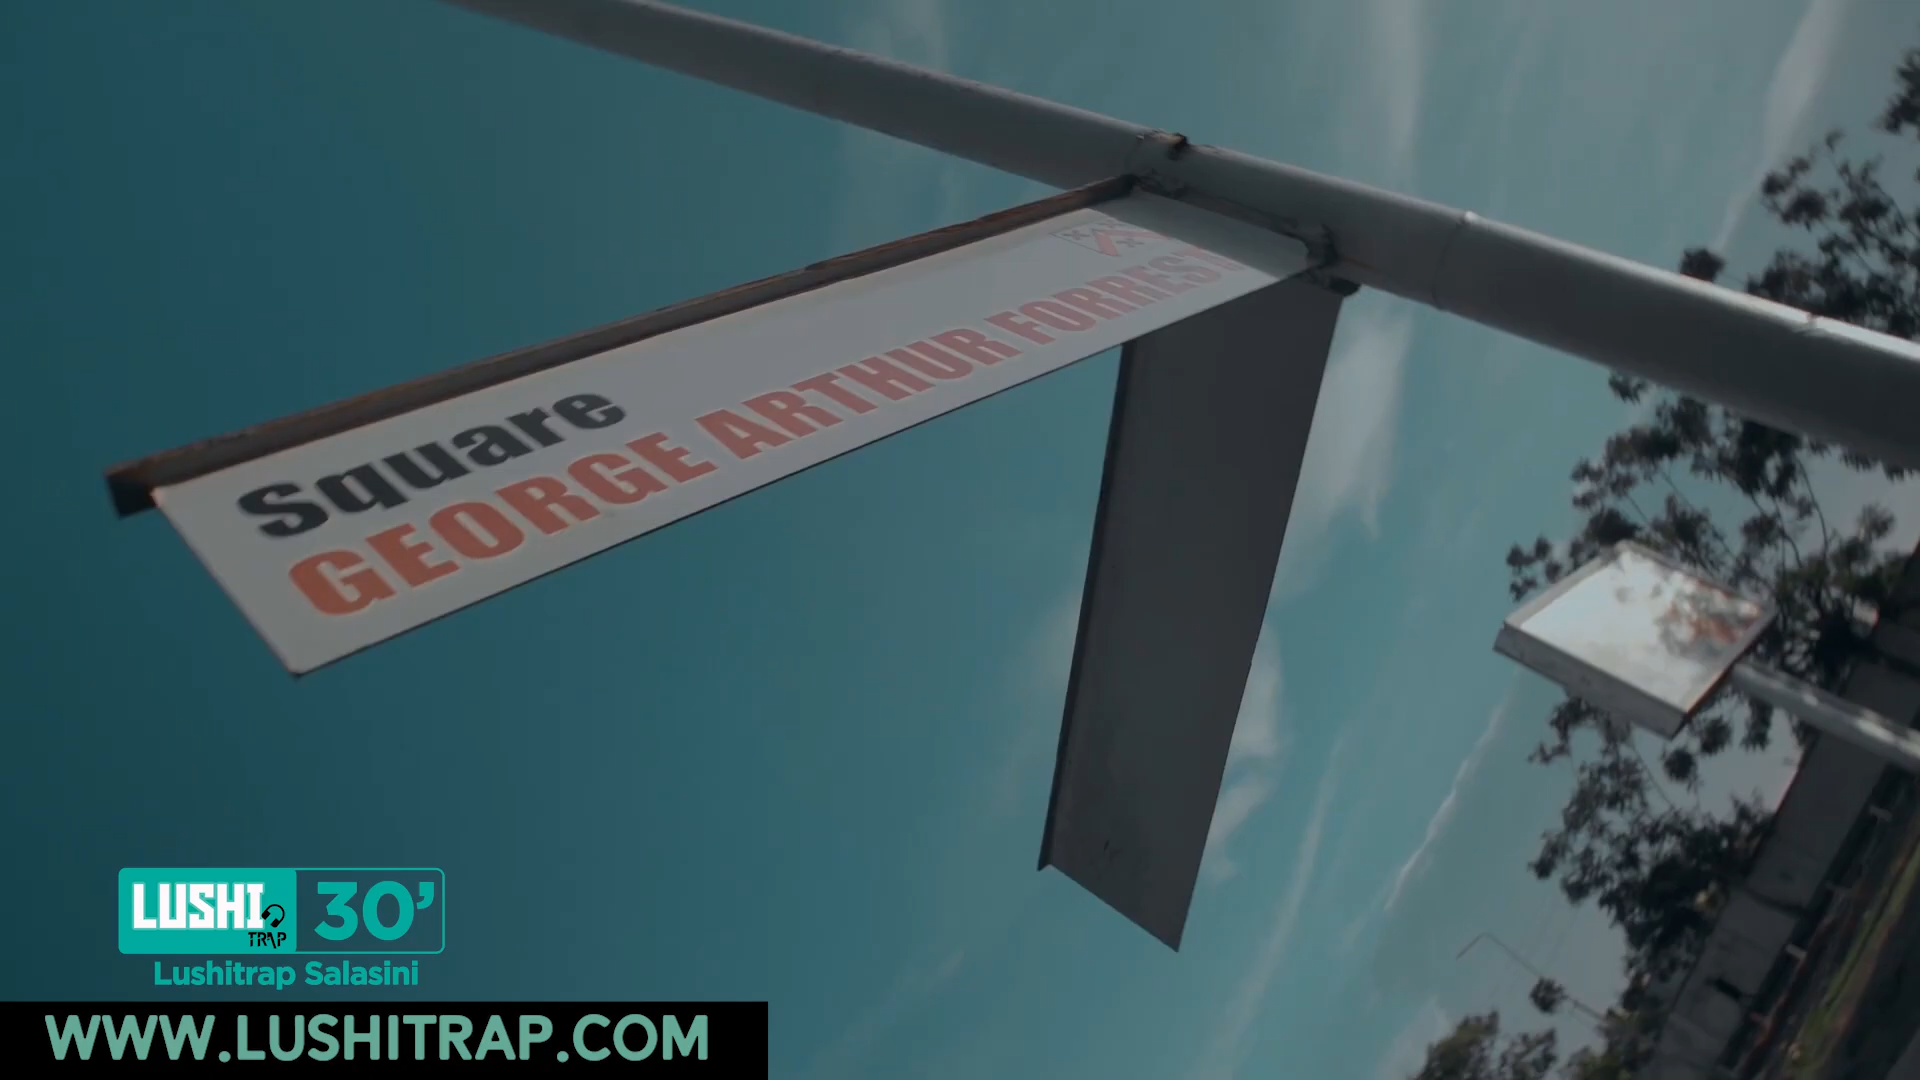 Square
GEORGE ARTHUR FORREST
LUSHI
TRAP
30’
Lushitrap Salasini
WWW.LUSHITRAP.COM